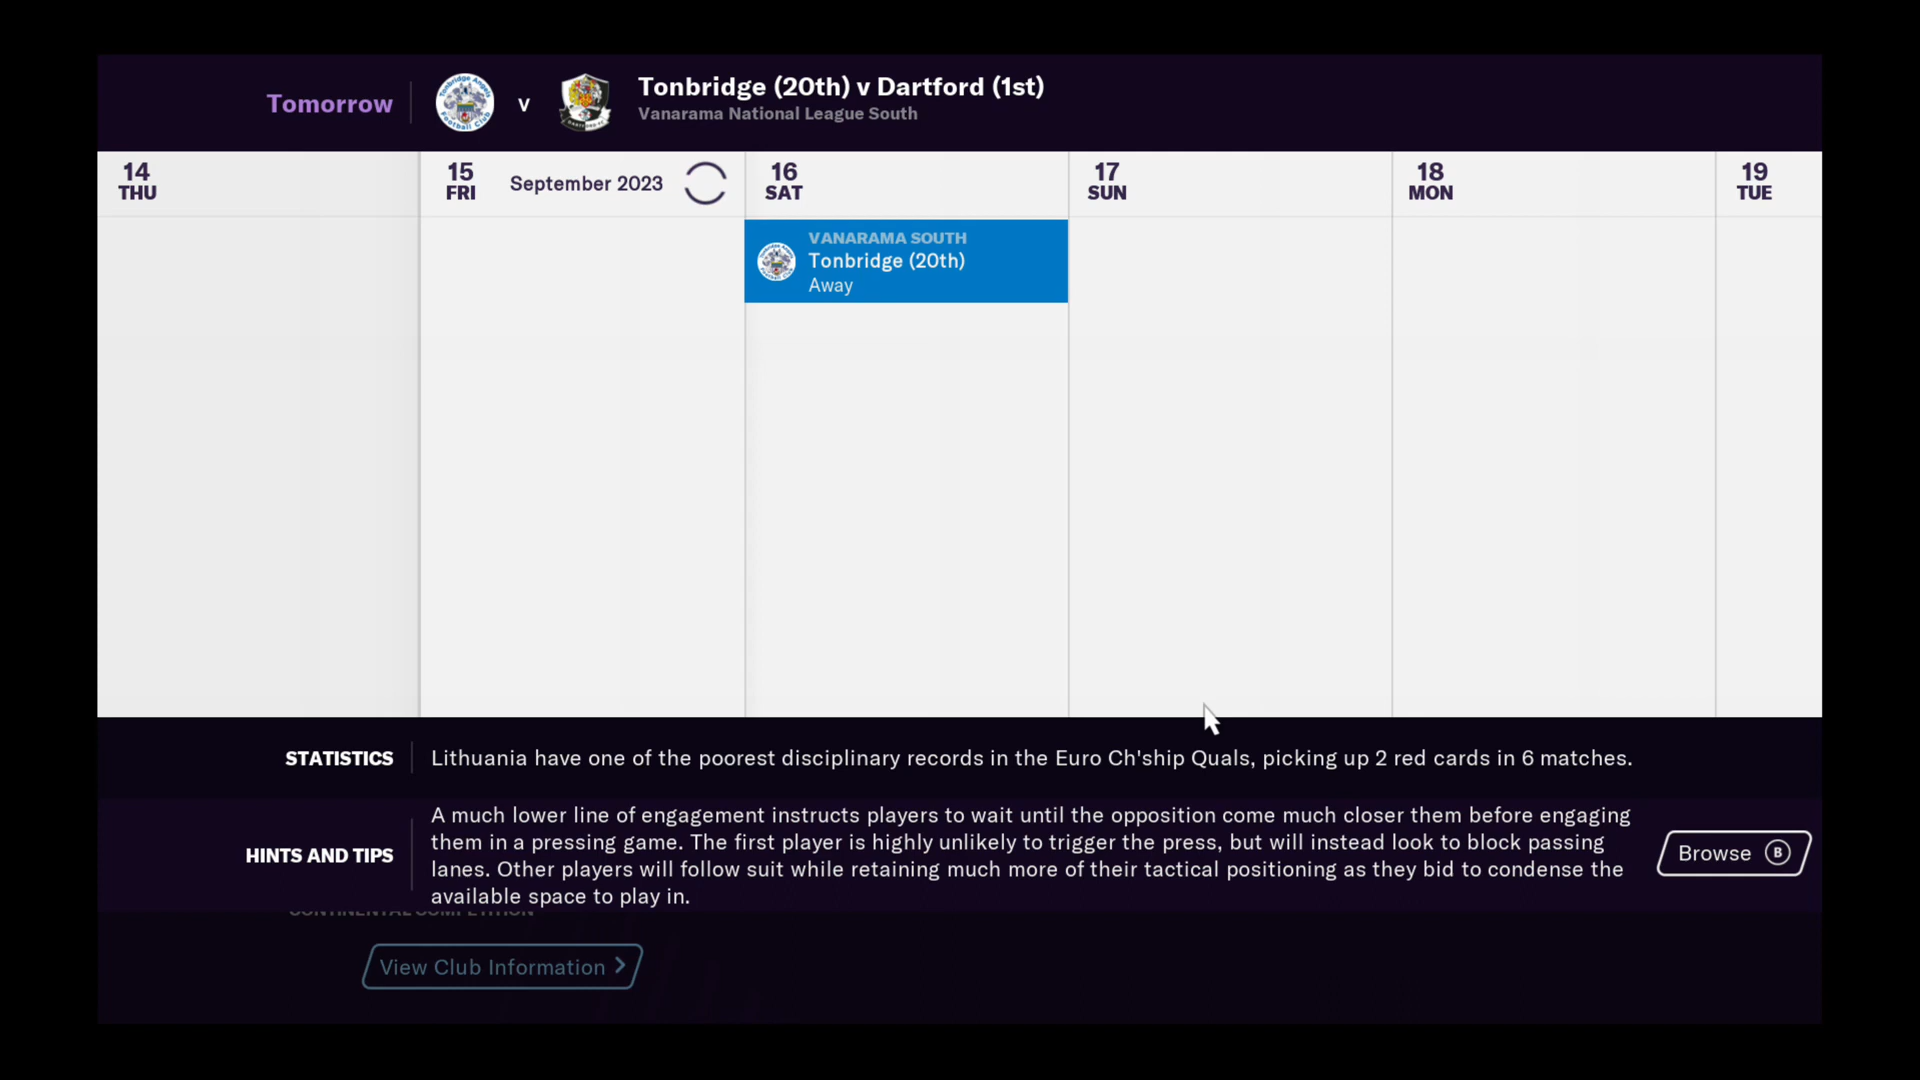 Tomorrow
v
Tonbridge (20th) v Dartford (1st)
Vanarama National League South
14
THU
15
FRI
September 2023
16
SAT
17
SUN
18
MON
19
TUE
VANARAMA SOUTH
Tonbridge (20th)
Away
STATISTICS
Lithuania have one of the poorest disciplinary records in the Euro Ch'ship Quals, picking up 2 red cards in 6 matches.
HINTS AND TIPS
A much lower line of engagement instructs players to wait until the opposition come much closer them before engaging
them in a pressing game. The first player is highly unlikely to trigger the press, but will instead look to block passing
lanes. Other players will follow suit while retaining much more of their tactical positioning as they bid to condense the
available space to play in.
Browse B
CONTINENTAL COMPETITION
View Club Information >